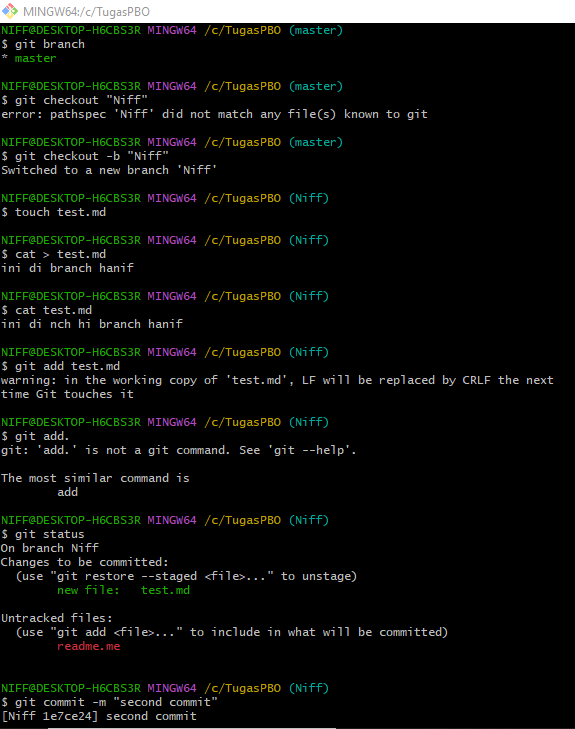 MINGW64:/c/TugasPBO
NIFF@DESKTOP-H6CBS3R MINGW64 /c/TugasPBO (master)
$ git branch
* master
NIFF@DESKTOP-H6CBS3R MINGW64 /c/TugasPBO (master)
$ git checkout "Niff"
error: pathspec 'Niff' did not match any file(s) known to git
NIFF@DESKTOP-H6CBS3R MINGW64 /c/TugasPBO (master)
$ git checkout -b "Niff"
Switched to a new branch 'Niff'
NIFF@DESKTOP-H6CBS3R MINGW64 /c/TugasPBO (Niff)
$ touch test.md
NIFF@DESKTOP-H6CBS3R MINGW64 /c/TugasPBO (Niff)
$ cat > test.md
ini di branch hanif
NIFF@DESKTOP-H6CBS3R MINGW64 /c/TugasPBO (Niff)
$ cat test.md
ini di nch hi branch hanif
NIFF@DESKTOP-H6CBS3R MINGW64 /c/TugasPBO (Niff)
$ git add test.md
warning: in the working copy of 'test.md', LF will be replaced by CRLF the next
time Git touches it
NIFF@DESKTOP-H6CBS3R MINGW64 /c/TugasPBO (Niff)
$ git add.
git: 'add.' is not a git command. See 'git --help'.
The most similar command is
add
NIFF@DESKTOP-H6CBS3R MINGW64 /c/TugasPBO (Niff)
$ git status
On branch Niff
Changes to be committed:
(use "git restore --staged <file>..." to unstage)
new file:   test.md
Untracked files:
(use "git add <file>..." to include in what will be committed)
readme.me
NIFF@DESKTOP-H6CBS3R MINGW64 /c/TugasPBO (Niff)
$ git commit -m "second commit"
[Niff 1e7ce24] second commit